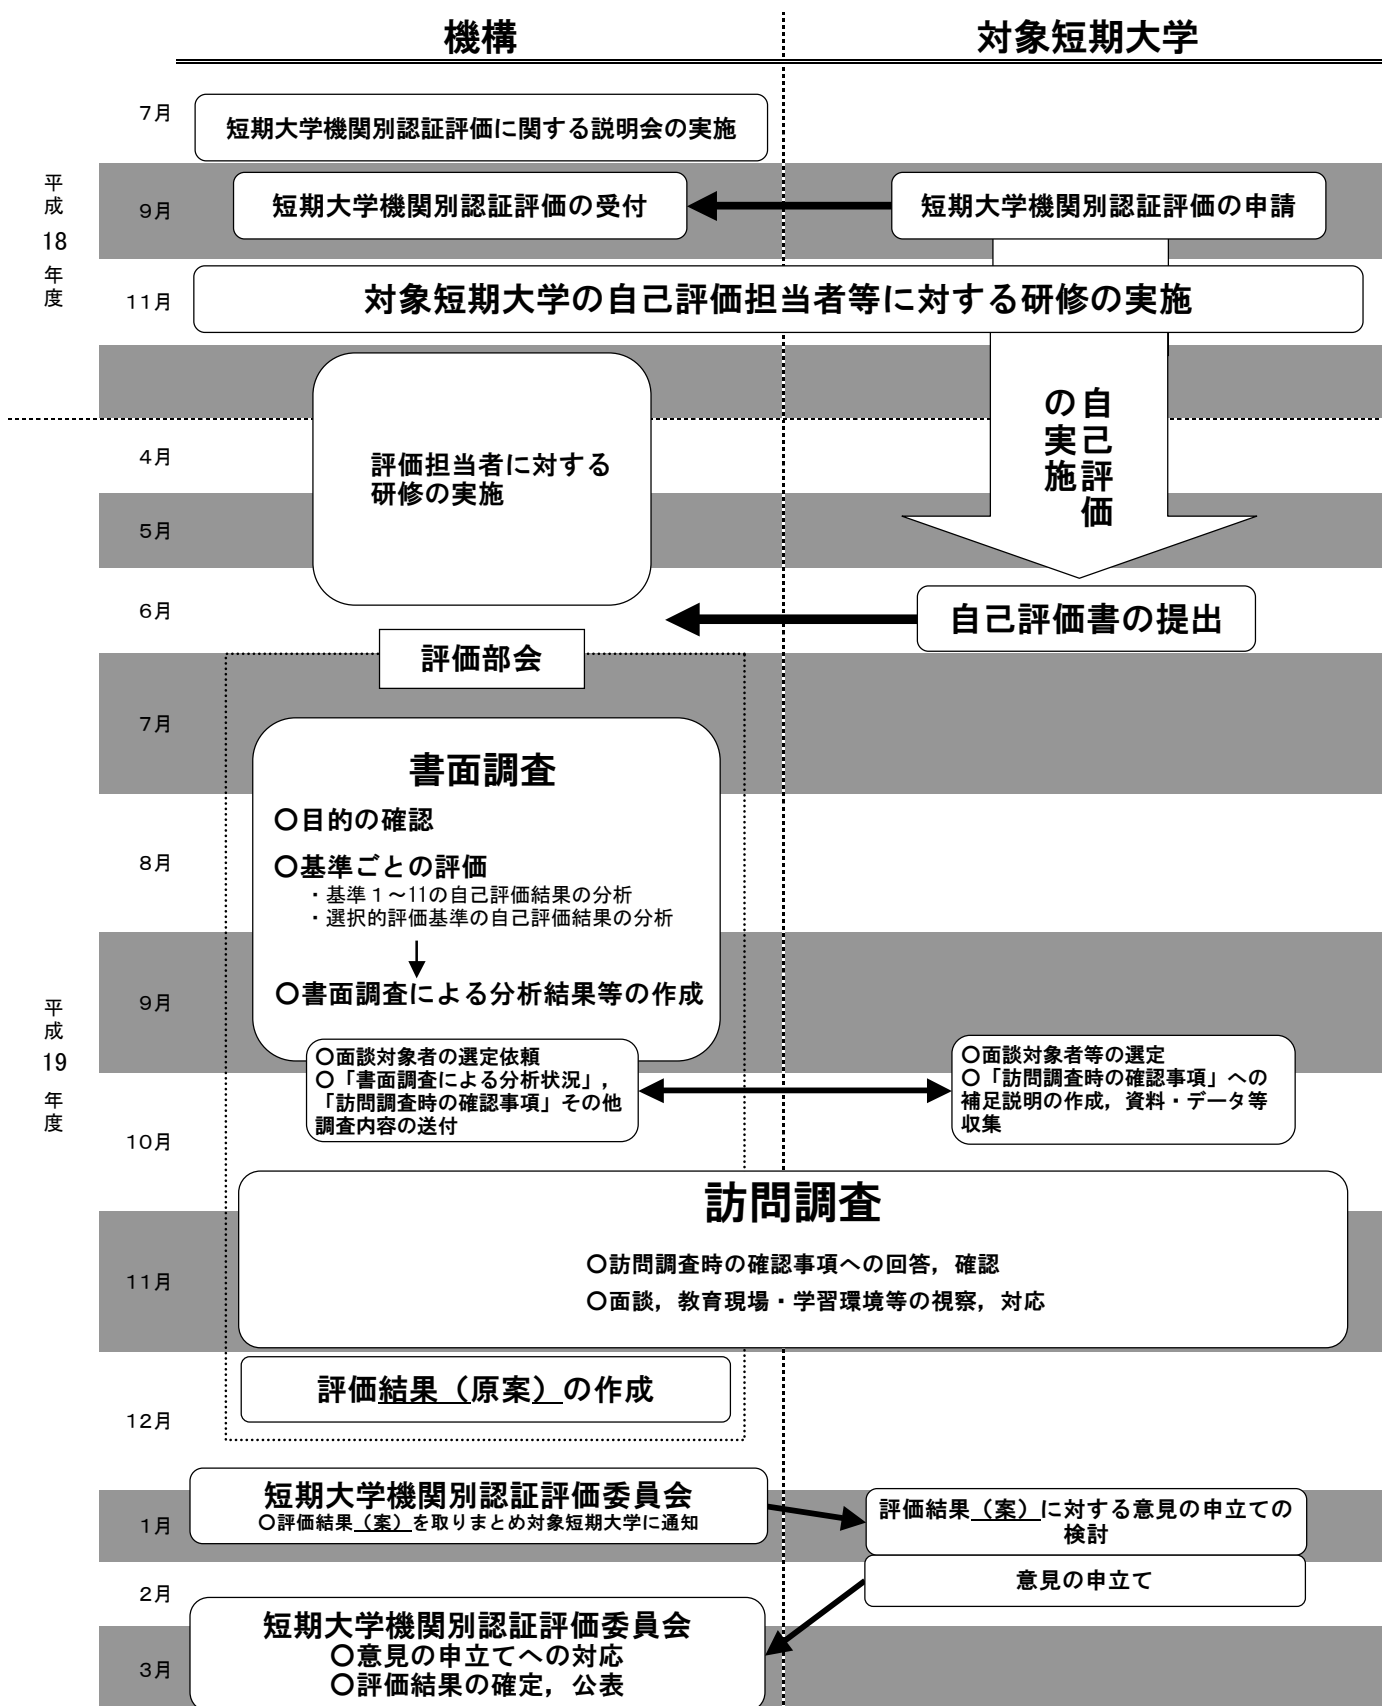 機構
対象短期大学
平成18年度
7月
短期大学機関別認証評価に関する説明会の実施
9月
短期大学機関別認証評価の受付
短期大学機関別認証評価の申請
11月
対象短期大学の自己評価担当者等に対する研修の実施
自己評価
の実施
平成19年度
4月
評価担当者に対する
研修の実施
5月
6月
自己評価書の提出
評価部会
7月
書面調査
○目的の確認
8月
○基準ごとの評価
・基準1～11の自己評価結果の分析
・選択的評価基準の自己評価結果の分析
9月
○書面調査による分析結果等の作成
○面談対象者の選定依頼
○「書面調査による分析状況」，
「訪問調査時の確認事項」その他
調査内容の送付
○面談対象者等の選定
○「訪問調査時の確認事項」への
補足説明の作成，資料・データ等
収集
10月
訪問調査
11月
○訪問調査時の確認事項への回答，確認
○面談，教育現場・学習環境等の視察，対応
評価結果（原案）の作成
12月
短期大学機関別認証評価委員会
○評価結果（案）を取りまとめ対象短期大学に通知
1月
評価結果（案）に対する意見の申立ての
検討
意見の申立て
2月
短期大学機関別認証評価委員会
○意見の申立てへの対応
○評価結果の確定，公表
3月